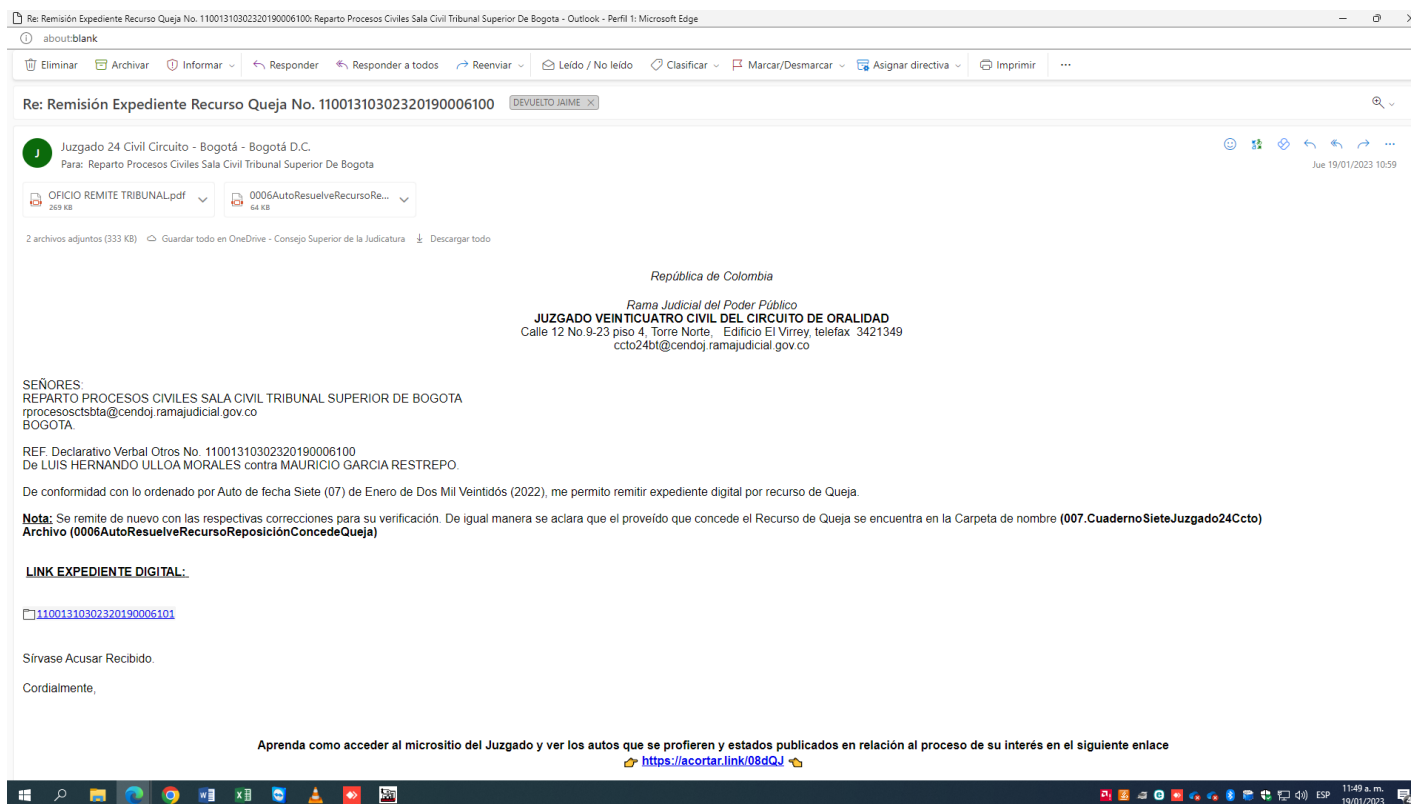 Re: Remisión Expediente Recurso Queja No. 11001310302320190006100: Reparto Procesos Civiles Sala Civil Tribunal Superior De Bogota - Outlook - Perfil 1: Microsoft Edge
about:blank
Eliminar Archivar Informar Responder Responder a todos Reenviar Leído / No leído Clasificar Marcar/Desmarcar Asignar directiva Imprimir ...
Re: Remisión Expediente Recurso Queja No. 11001310302320190006100 DEVUELTO JAIME
J
Juzgado 24 Civil Circuito - Bogotá - Bogotá D.C.
Para: Reparto Procesos Civiles Sala Civil Tribunal Superior De Bogota
Jue 19/01/2023 10:59
OFICIO REMITE TRIBUNAL.pdf
269 KB
0006AutoResuelveRecursoRe...
64 KB
2 archivos adjuntos (333 KB) Guardar todo en OneDrive - Consejo Superior de la Judicatura Descargar todo
República de Colombia
Rama Judicial del Poder Público
JUZGADO VEINTICUATRO CIVIL DEL CIRCUITO DE ORALIDAD
Calle 12 No.9-23 piso 4, Torre Norte, Edificio El Virrey, telefax 3421349
ccto24bt@cendoj.ramajudicial.gov.co
SEÑORES:
REPARTO PROCESOS CIVILES SALA CIVIL TRIBUNAL SUPERIOR DE BOGOTA
rprocesosctsbta@cendoj.ramajudicial.gov.co
BOGOTA.
REF. Declarativo Verbal Otros No. 11001310302320190006100
De LUIS HERNANDO ULLOA MORALES contra MAURICIO GARCIA RESTREPO.
De conformidad con lo ordenado por Auto de fecha Siete (07) de Enero de Dos Mil Veintidós (2022), me permito remitir expediente digital por recurso de Queja.
Nota: Se remite de nuevo con las respectivas correcciones para su verificación. De igual manera se aclara que el proveído que concede el Recurso de Queja se encuentra en la Carpeta de nombre (007.CuadernoSieteJuzgado24Ccto)
Archivo (0006AutoResuelveRecursoReposiciónConcedeQueja)
LINK EXPEDIENTE DIGITAL:
11001310302320190006101
Sírvase Acusar Recibido.
Cordialmente,
Aprenda como acceder al micrositio del Juzgado y ver los autos que se profieren y estados publicados en relación al proceso de su interés en el siguiente enlace
https://acortar.link/08dQJ
ESP
11:49 a. m.
19/01/2023